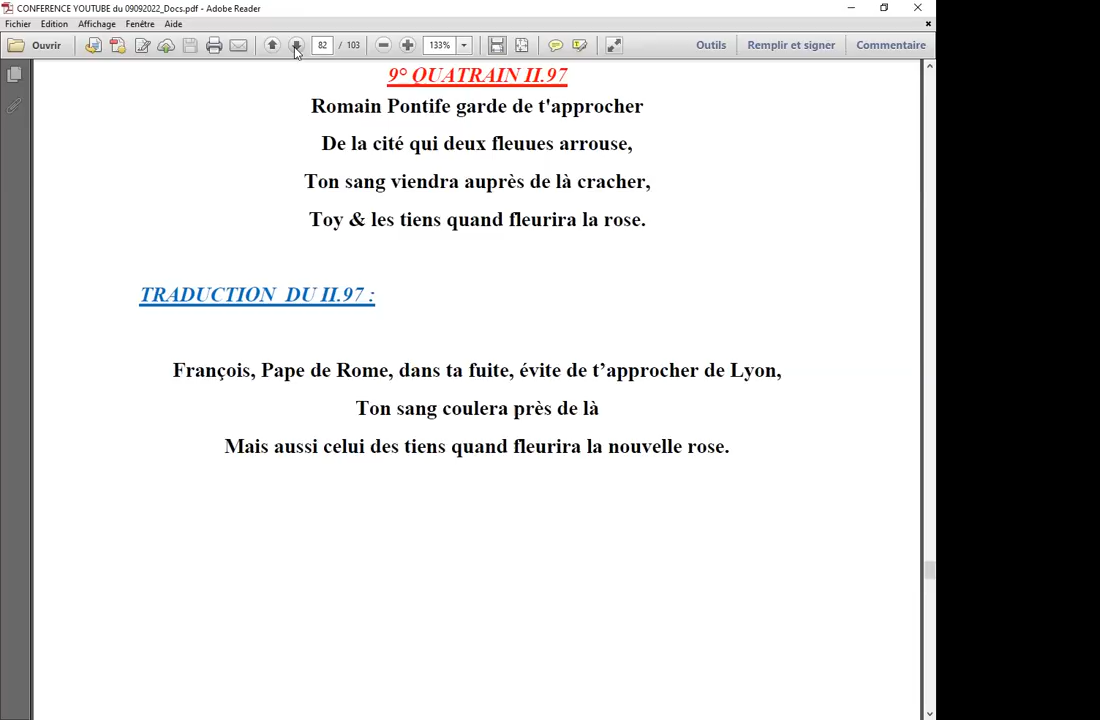 CONFERENCE YOUTUBE du 09092022_Docs.pdf - Adobe Reader
Fichier Edition Affichage Fenêtre Aide
Ouvrir 82 / 103 133% Outils Remplir et signer Commentaire
9° QUATRAIN II.97
Romain Pontife garde de t'approcher
De la cité qui deux fleuues arrouse,
Ton sang viendra auprès de là cracher,
Toy & les tiens quand fleurira la rose.
TRADUCTION DU II.97 :
François, Pape de Rome, dans ta fuite, évite de t’approcher de Lyon,
Ton sang coulera près de là
Mais aussi celui des tiens quand fleurira la nouvelle rose.